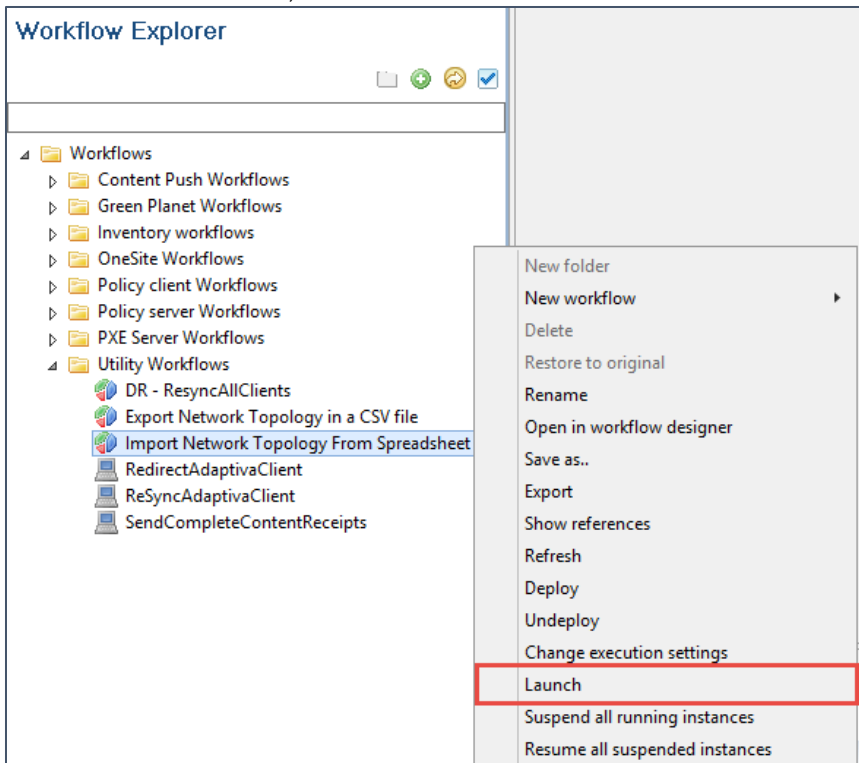 Workflow Explorer
Workflows
Content Push Workflows
Green Planet Workflows
Inventory workflows
OneSite Workflows
Policy client Workflows
Policy server Workflows
PXE Server Workflows
Utility Workflows
DR - ResyncAllClients
Export Network Topology in a CSV file
Import Network Topology From Spreadsheet
RedirectAdaptivaClient
ReSyncAdaptivaClient
SendCompleteContentReceipts
New folder
New workflow
Delete
Restore to original
Rename
Open in workflow designer
Save as..
Export
Show references
Refresh
Deploy
Undeploy
Change execution settings
Launch
Suspend all running instances
Resume all suspended instances